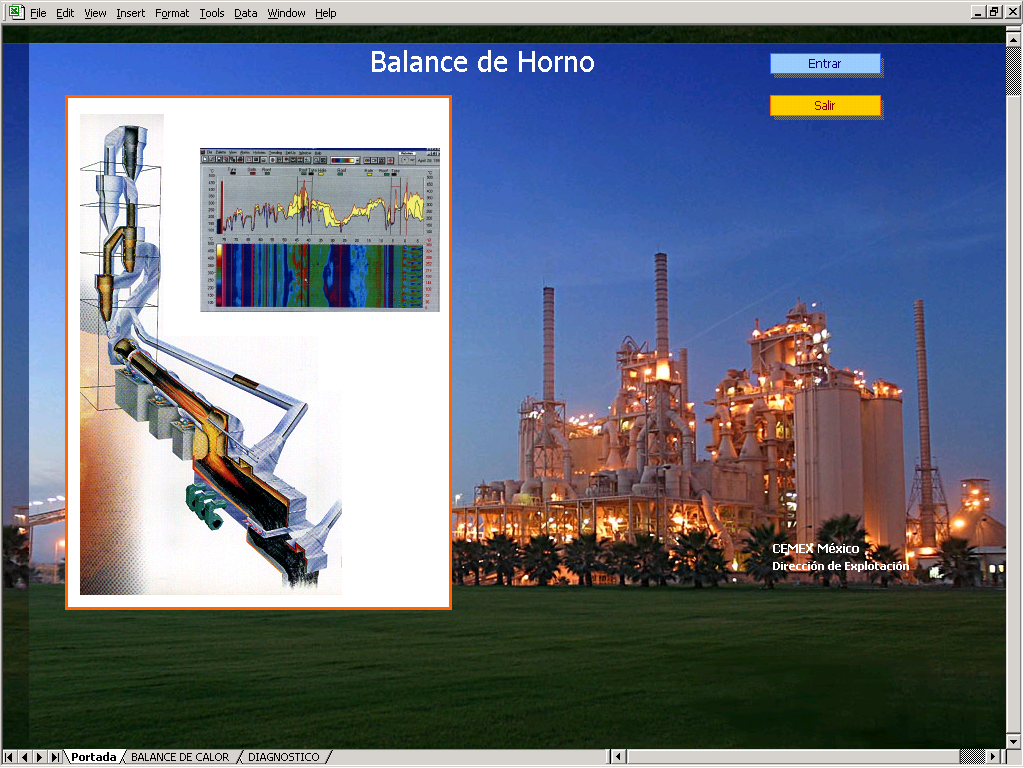 File Edit View Insert Format Tools Data Window Help
Balance de Horno
Entrar
Salir
CEMEX México
Dirección de Explotación
Portada BALANCE DE CALOR DIAGNOSTICO